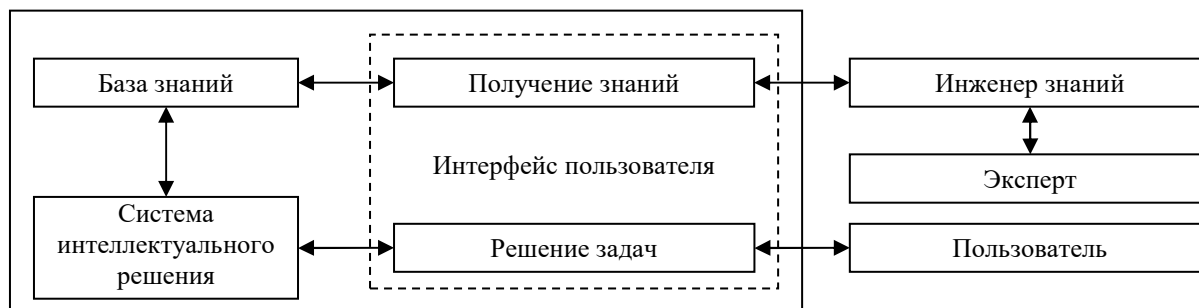 База знаний
Получение знаний
Инженер знаний
Интерфейс пользователя
Эксперт
Система
интеллектуального
решения
Решение задач
Пользователь